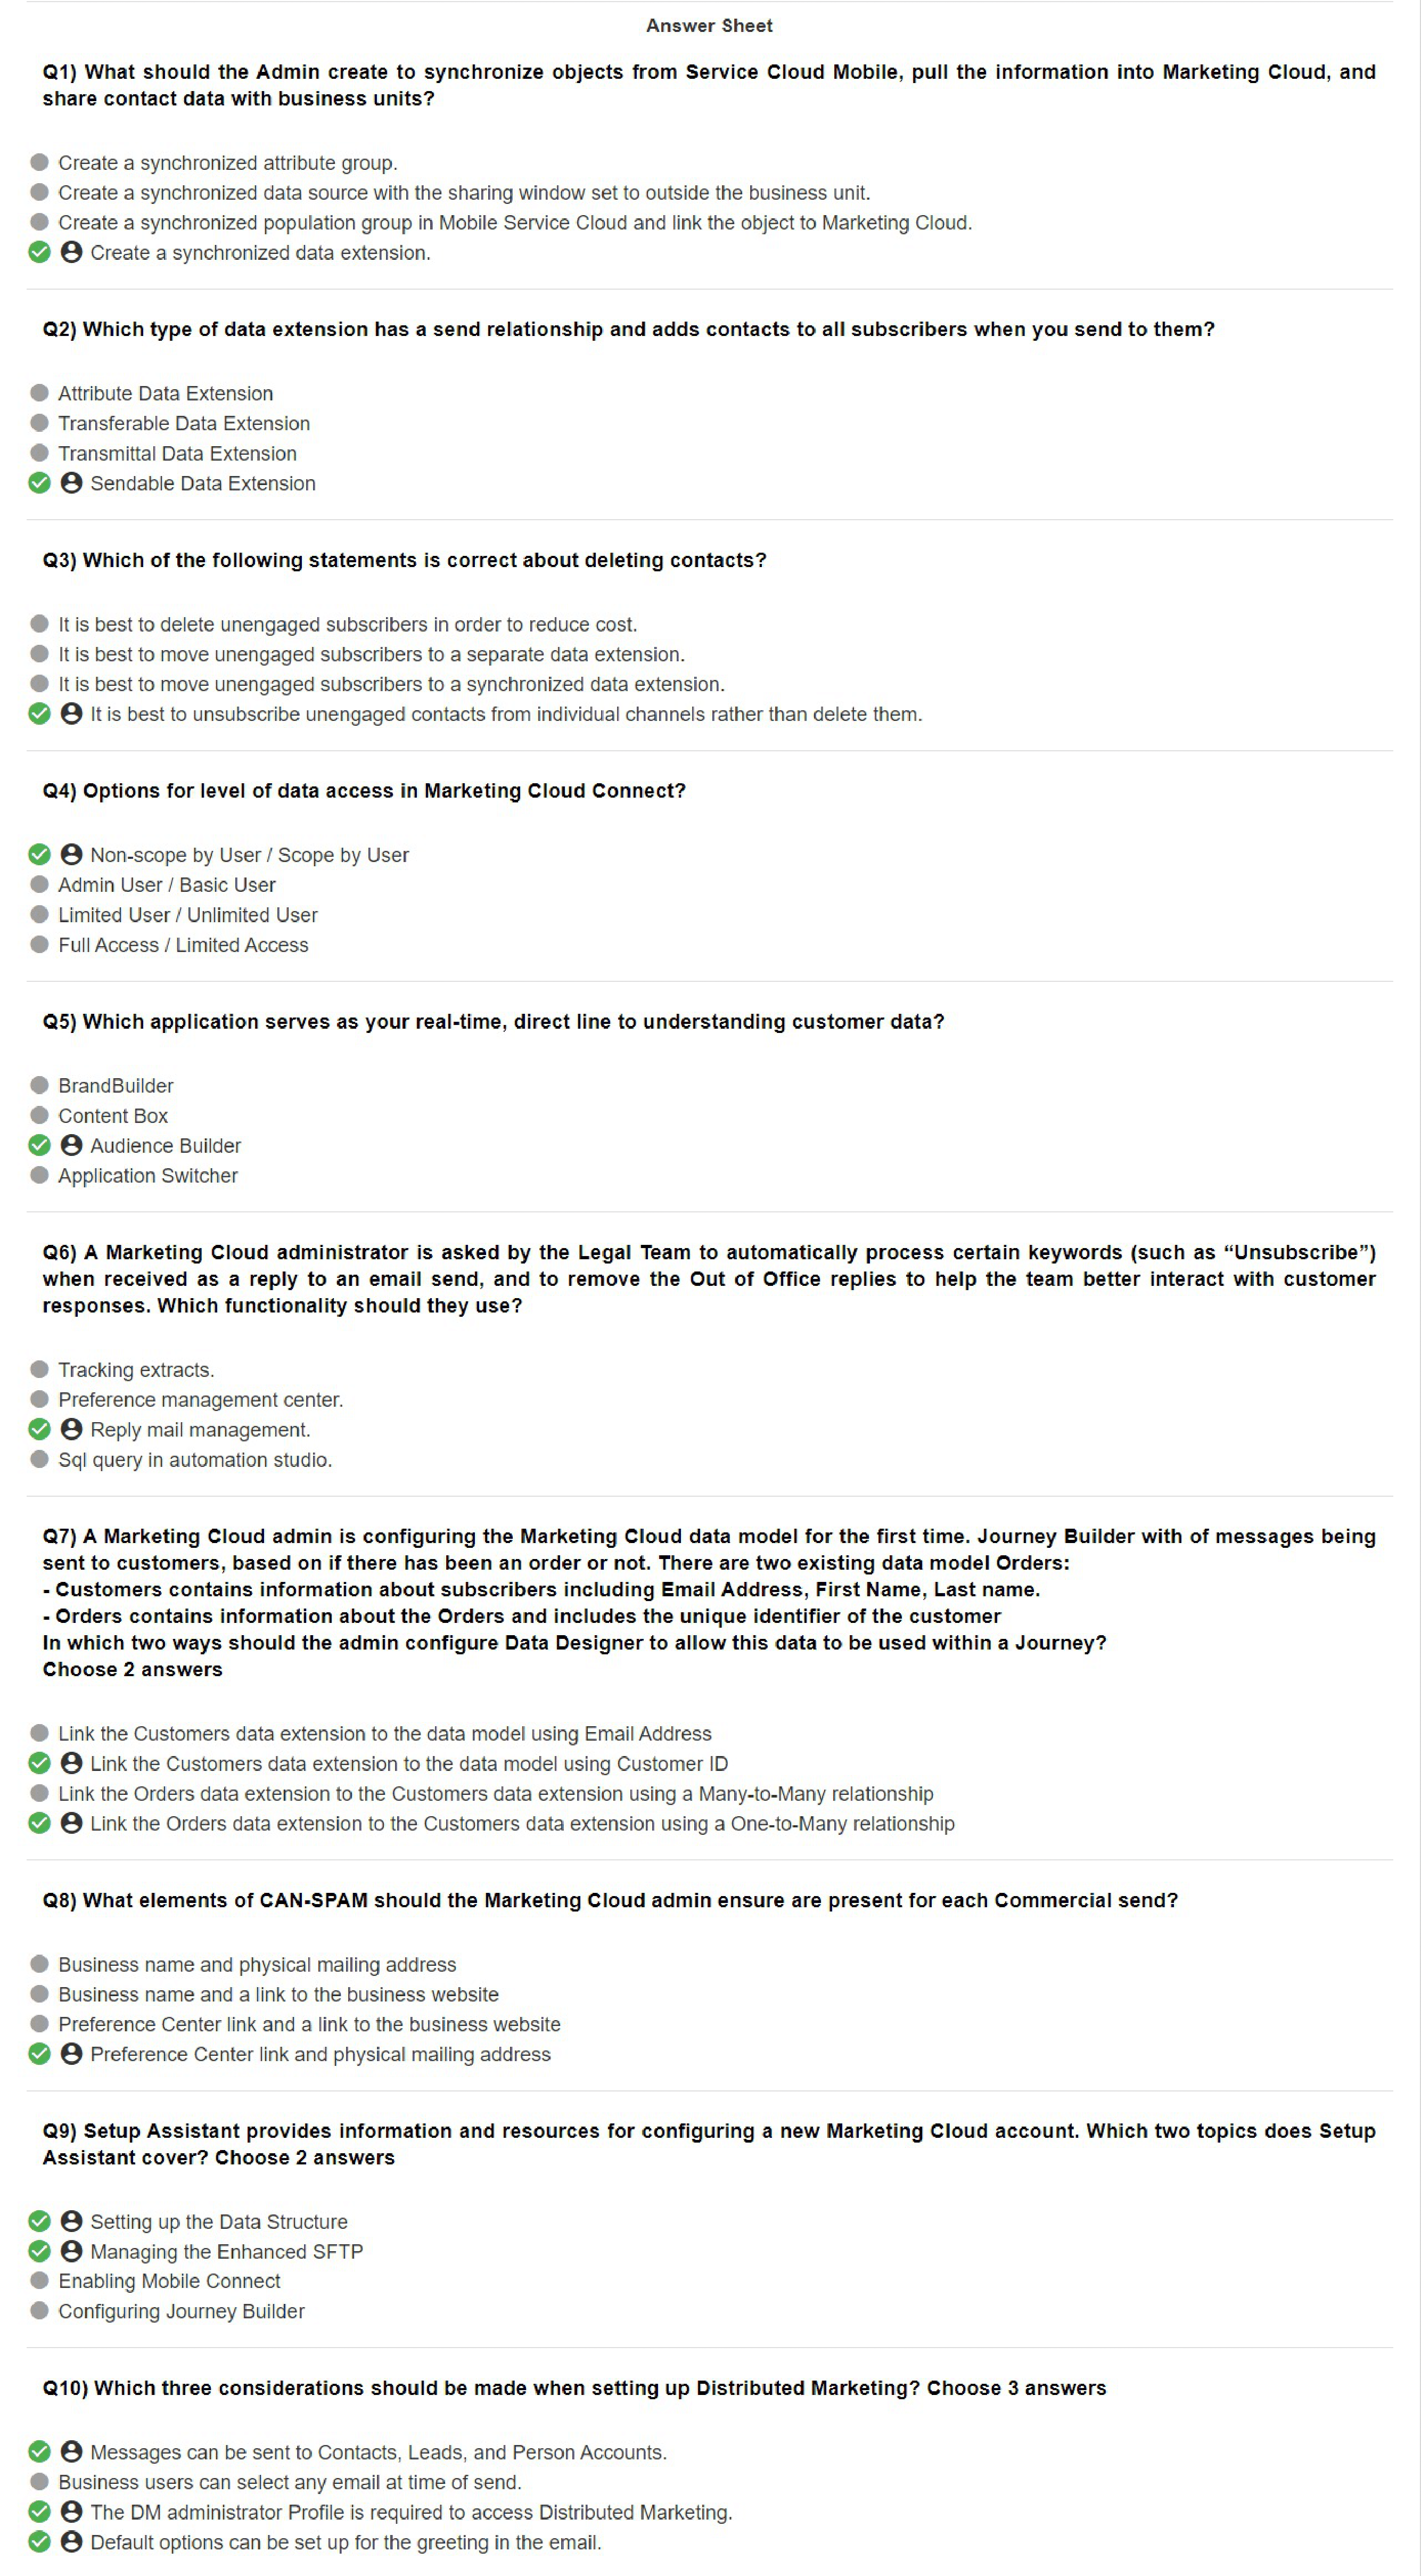 Answer Sheet
Q1) What should the Admin create to synchronize objects from Service Cloud Mobile, pull the information into Marketing Cloud, and
share contact data with business units?
Create a synchronized attribute group.
Create a synchronized data source with the sharing window set to outside the business unit.
Create a synchronized population group in Mobile Service Cloud and link the object to Marketing Cloud.
Create a synchronized data extension.
Q2) Which type of data extension has a send relationship and adds contacts to all subscribers when you send to them?
Attribute Data Extension
Transferable Data Extension
Transmittal Data Extension
Sendable Data Extension
Q3) Which of the following statements is correct about deleting contacts?
It is best to delete unengaged subscribers in order to reduce cost.
It is best to move unengaged subscribers to a separate data extension.
It is best to move unengaged subscribers to a synchronized data extension.
It is best to unsubscribe unengaged contacts from individual channels rather than delete them.
Q4) Options for level of data access in Marketing Cloud Connect?
Non-scope by User / Scope by User
Admin User / Basic User
Limited User / Unlimited User
Full Access / Limited Access
Q5) Which application serves as your real-time, direct line to understanding customer data?
BrandBuilder
Content Box
Audience Builder
Application Switcher
Q6) A Marketing Cloud administrator is asked by the Legal Team to automatically process certain keywords (such as “Unsubscribe”)
when received as a reply to an email send, and to remove the Out of Office replies to help the team better interact with customer
responses. Which functionality should they use?
Tracking extracts.
Preference management center.
Reply mail management.
Sql query in automation studio.
Q7) A Marketing Cloud admin is configuring the Marketing Cloud data model for the first time. Journey Builder with of messages being
sent to customers, based on if there has been an order or not. There are two existing data model Orders:
- Customers contains information about subscribers including Email Address, First Name, Last name.
- Orders contains information about the Orders and includes the unique identifier of the customer
In which two ways should the admin configure Data Designer to allow this data to be used within a Journey?
Choose 2 answers
Link the Customers data extension to the data model using Email Address
Link the Customers data extension to the data model using Customer ID
Link the Orders data extension to the Customers data extension using a Many-to-Many relationship
Link the Orders data extension to the Customers data extension using a One-to-Many relationship
Q8) What elements of CAN-SPAM should the Marketing Cloud admin ensure are present for each Commercial send?
Business name and physical mailing address
Business name and a link to the business website
Preference Center link and a link to the business website
Preference Center link and physical mailing address
Q9) Setup Assistant provides information and resources for configuring a new Marketing Cloud account. Which two topics does Setup
Assistant cover? Choose 2 answers
Setting up the Data Structure
Managing the Enhanced SFTP
Enabling Mobile Connect
Configuring Journey Builder
Q10) Which three considerations should be made when setting up Distributed Marketing? Choose 3 answers
Messages can be sent to Contacts, Leads, and Person Accounts.
Business users can select any email at time of send.
The DM administrator Profile is required to access Distributed Marketing.
Default options can be set up for the greeting in the email.